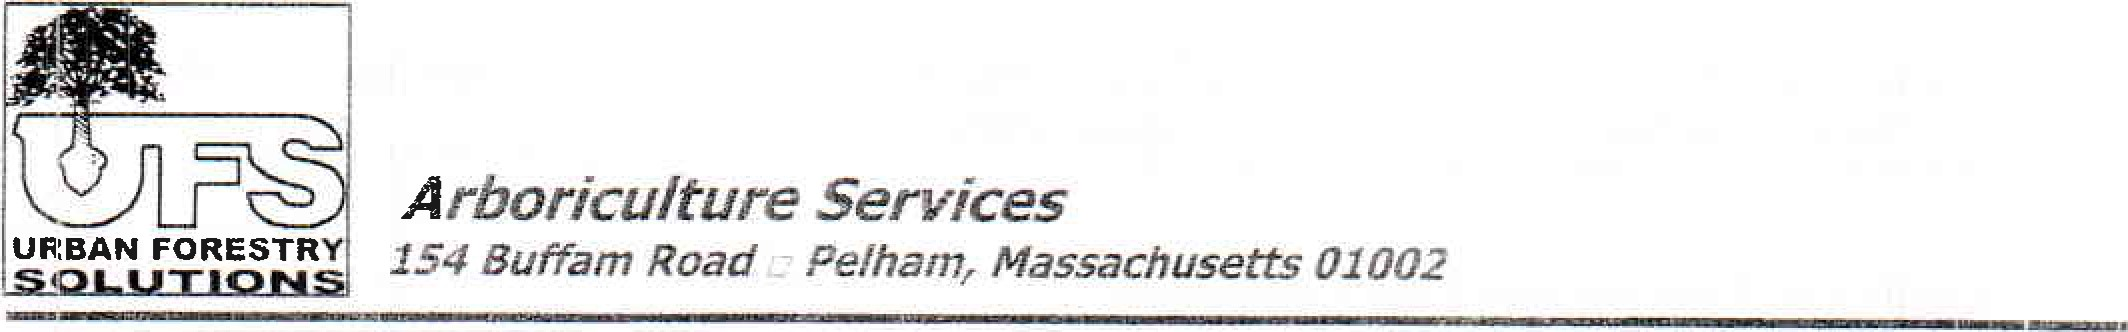 UFS
URBAN FORESTRY
SOLUTIONS
Arboriculture Services
154 Buffam Road □ Pelham, Massachusetts 01002